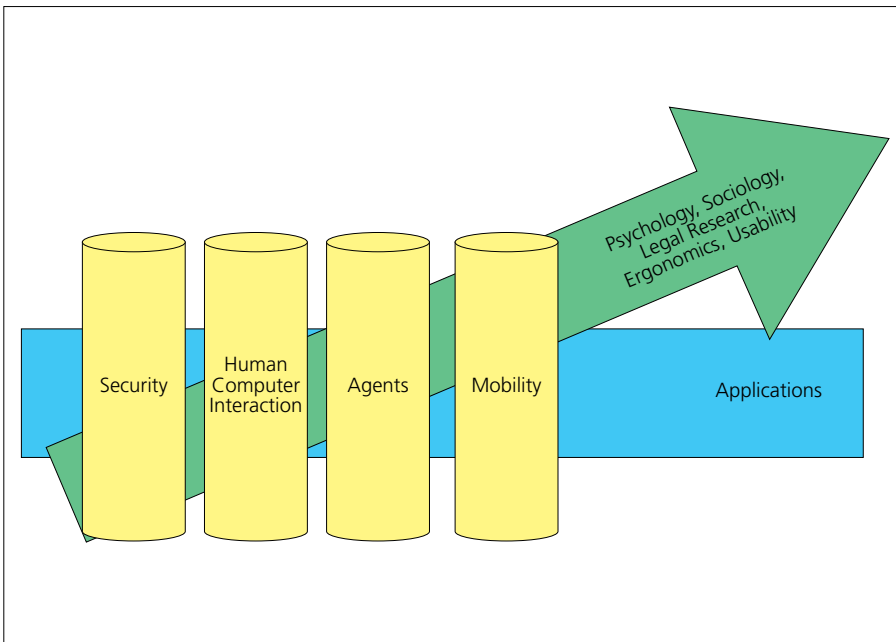 Psychology, Sociology,
Legal Research,
Ergonomics, Usability
Security
Human
Computer
Interaction
Agents
Mobility
Applications